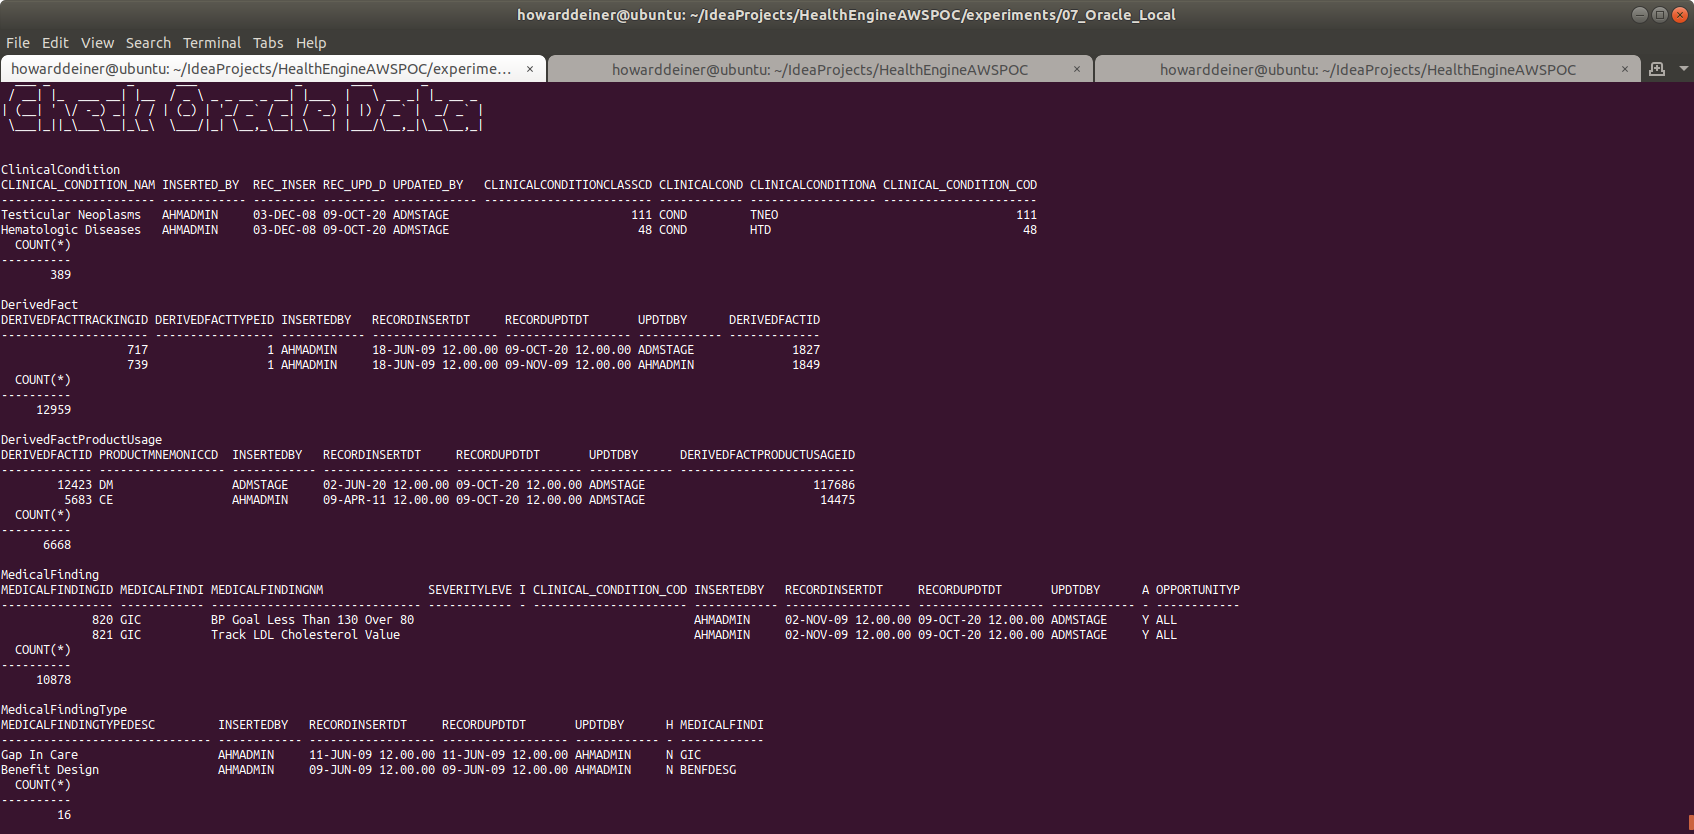 howarddeiner@ubuntu: ~/IdeaProjects/HealthEngineAWSPOC/experiments/07_Oracle_Local
File Edit View Search Terminal Tabs Help
howarddeiner@ubuntu: ~/IdeaProjects/HealthEngineAWSPOC/experime... × howarddeiner@ubuntu: ~/IdeaProjects/HealthEngineAWSPOC × howarddeiner@ubuntu: ~/IdeaProjects/HealthEngineAWSPOC ×
Check Oracle Data
ClinicalCondition
CLINICAL_CONDITION_NAM INSERTED_BY REC_INSER REC_UPD_D UPDATED_BY CLINICALCONDITIONCLASSCD CLINICALCOND CLINICALCONDITIONA CLINICAL_CONDITION_COD
---------------------- ------------ --------- --------- ------------ ------------------------ ------------ ------------------ ----------------------
Testicular Neoplasms AHMADMIN 03-DEC-08 09-OCT-20 ADMSTAGE 111 COND TNEO 111
Hematologic Diseases AHMADMIN 03-DEC-08 09-OCT-20 ADMSTAGE 48 COND HTD 48
COUNT(*)
----------
389
DerivedFact
DERIVEDFACTTRACKINGID DERIVEDFACTTYPEID INSERTEDBY RECORDINSERTDT RECORDUPDTDT UPDTDBY DERIVEDFACTID
--------------------- ----------------- ------------ ------------------ ------------------ ------------ -------------
717 1 AHMADMIN 18-JUN-09 12.00.00 09-OCT-20 12.00.00 ADMSTAGE 1827
739 1 AHMADMIN 18-JUN-09 12.00.00 09-NOV-09 12.00.00 AHMADMIN 1849
COUNT(*)
----------
12959
DerivedFactProductUsage
DERIVEDFACTID PRODUCTMNEMONICCD INSERTEDBY RECORDINSERTDT RECORDUPDTDT UPDTDBY DERIVEDFACTPRODUCTUSAGEID
------------- ------------------ ------------ ------------------ ------------------ ------------ -------------------------
12423 DM ADMSTAGE 02-JUN-20 12.00.00 09-OCT-20 12.00.00 ADMSTAGE 117686
5683 CE AHMADMIN 09-APR-11 12.00.00 09-OCT-20 12.00.00 ADMSTAGE 14475
COUNT(*)
----------
6668
MedicalFinding
MEDICALFINDINGID MEDICALFINDI MEDICALFINDINGNM SEVERITYLEVE I CLINICAL_CONDITION_COD INSERTEDBY RECORDINSERTDT RECORDUPDTDT UPDTDBY A OPPORTUNITYP
---------------- ------------ ------------------------------ ------------ - ---------------------- ------------ ------------------ ------------------ ------------ - ------------
820 GIC BP Goal Less Than 130 Over 80 AHMADMIN 02-NOV-09 12.00.00 09-OCT-20 12.00.00 ADMSTAGE Y ALL
821 GIC Track LDL Cholesterol Value AHMADMIN 02-NOV-09 12.00.00 09-OCT-20 12.00.00 ADMSTAGE Y ALL
COUNT(*)
----------
10878
MedicalFindingType
MEDICALFINDINGTYPEDESC INSERTEDBY RECORDINSERTDT RECORDUPDTDT UPDTDBY H MEDICALFINDI
------------------------------ ------------ ------------------ ------------------ ------------ - ------------
Gap In Care AHMADMIN 11-JUN-09 12.00.00 11-JUN-09 12.00.00 AHMADMIN N GIC
Benefit Design AHMADMIN 09-JUN-09 12.00.00 09-JUN-09 12.00.00 AHMADMIN N BENFDESG
COUNT(*)
----------
16